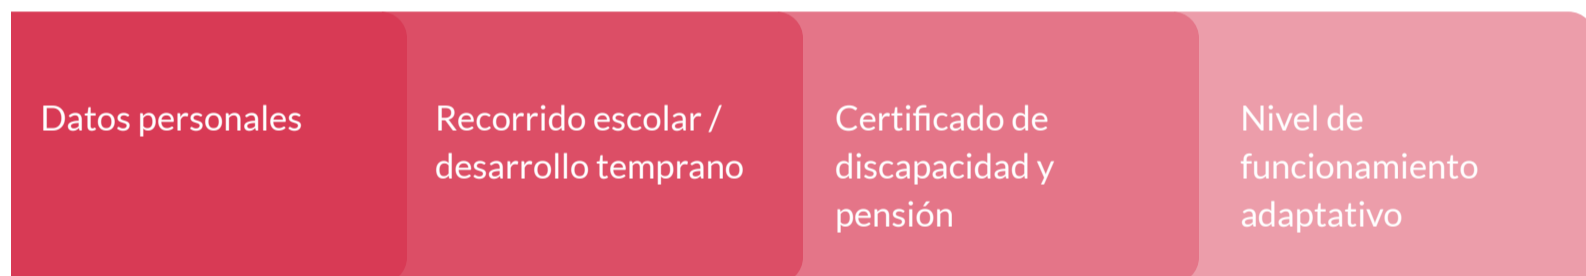 Datos personales
Recorrido escolar /
desarrollo temprano
Certificado de
discapacidad y
pensión
Nivel de
funcionamiento
adaptativo